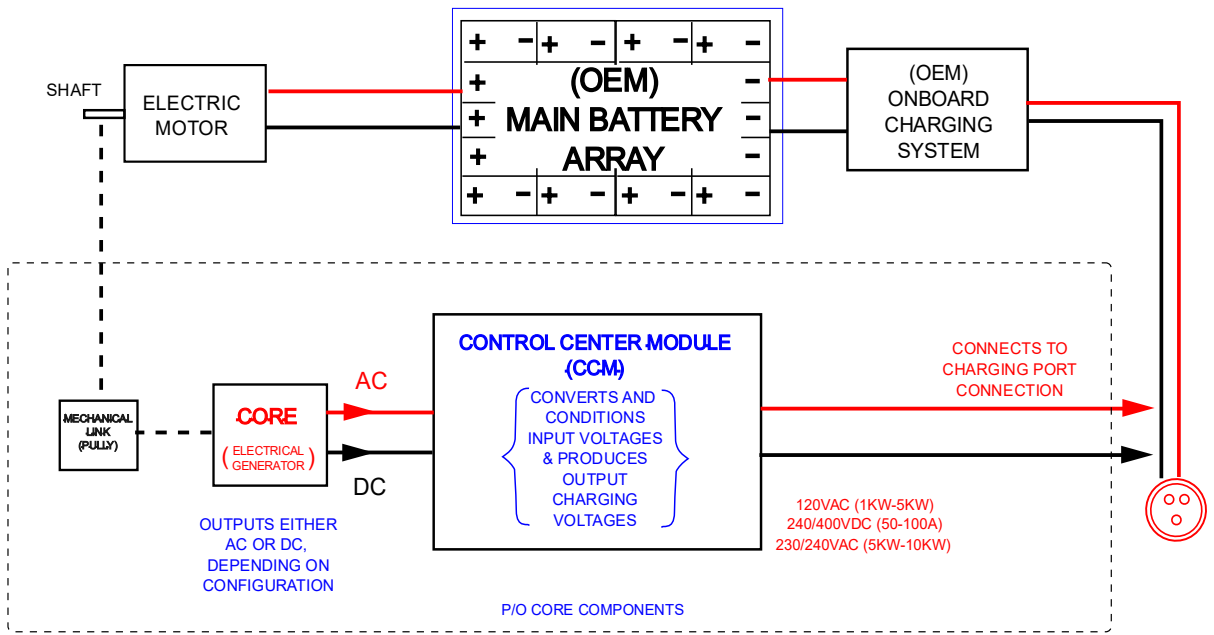 SHAFT
ELECTRIC
MOTOR
+ - + - + - + -
+ -
+ -
+ -
+ - + - + - + -
(OEM)
MAIN BATTERY
ARRAY
(OEM)
ONBOARD
CHARGING
SYSTEM
MECHANICAL
LINK
(PULLY)
CORE
(ELECTRICAL
GENERATOR)
AC
DC
OUTPUTS EITHER
AC OR DC,
DEPENDING ON
CONFIGURATION
CONTROL CENTER MODULE
(CCM)
CONVERTS AND
CONDITIONS
INPUT VOLTAGES
& PRODUCES
OUTPUT
CHARGING
VOLTAGES
CONNECTS TO
CHARGING PORT
CONNECTION
120VAC (1KW-5KW)
240/400VDC (50-100A)
230/240VAC (5KW-10KW)
P/O CORE COMPONENTS